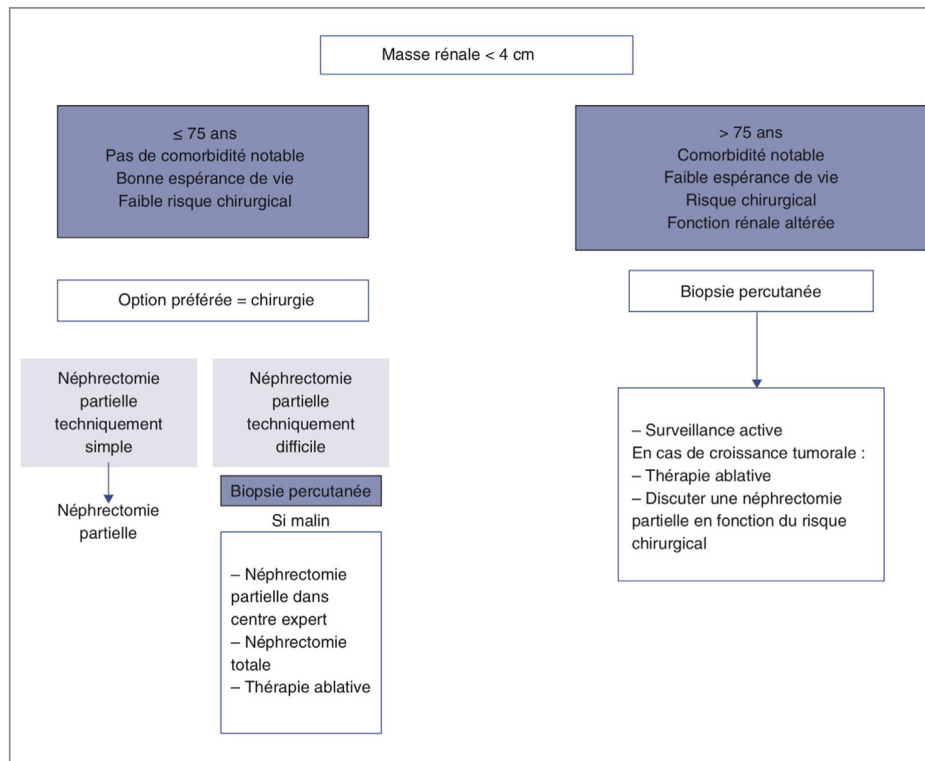 Masse rénale < 4 cm
≤ 75 ans
Pas de comorbidité notable
Bonne espérance de vie
Faible risque chirurgical
> 75 ans
Comorbidité notable
Faible espérance de vie
Risque chirurgical
Fonction rénale altérée
Option préférée = chirurgie
Biopsie percutanée
Néphrectomie
partielle
techniquement
simple
Néphrectomie
partielle
Néphrectomie
partielle
techniquement
difficile
Biopsie percutanée
Si malin
– Néphrectomie
partielle dans
centre expert
– Néphrectomie
totale
– Thérapie ablative
– Surveillance active
En cas de croissance tumorale :
– Thérapie ablative
– Discuter une néphrectomie
partielle en fonction du risque
chirurgical